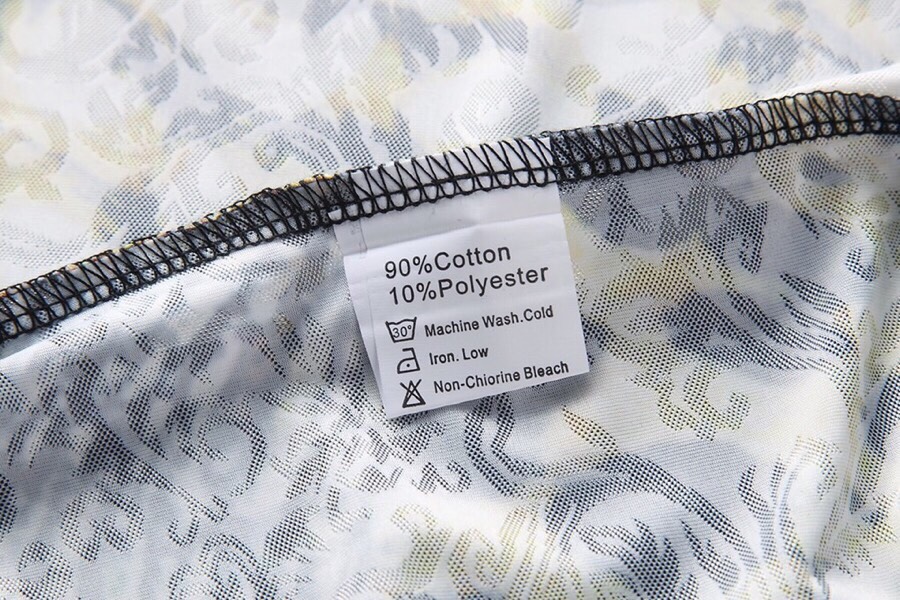 90%Cotton
10%Polyester
30° Machine Wash.Cold
Iron. Low
Non-Chiorine Bleach